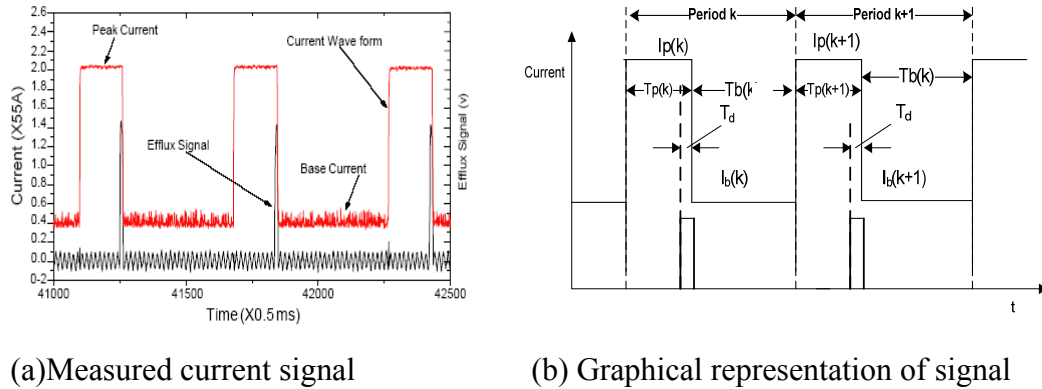 2.6
2.4
2.2
2.0
1.8
1.6
1.4
1.2
1.0
0.8
0.6
0.4
0.2
0.0
-0.2
Current (X55A)
Peak Current
Current Wave form
Efflux Signal
Base Current
Efflux Signal (v)
41000 41500 42000 42500
Time (X0.5 ms)
(a)Measured current signal
Period k Period k+1
Ip(k) Ip(k+1)
Current
Tp(k) Tb(k Tp(k+1) Tb(k)
Td Td
Ib(k) Ib(k+1)
t
(b) Graphical representation of signal